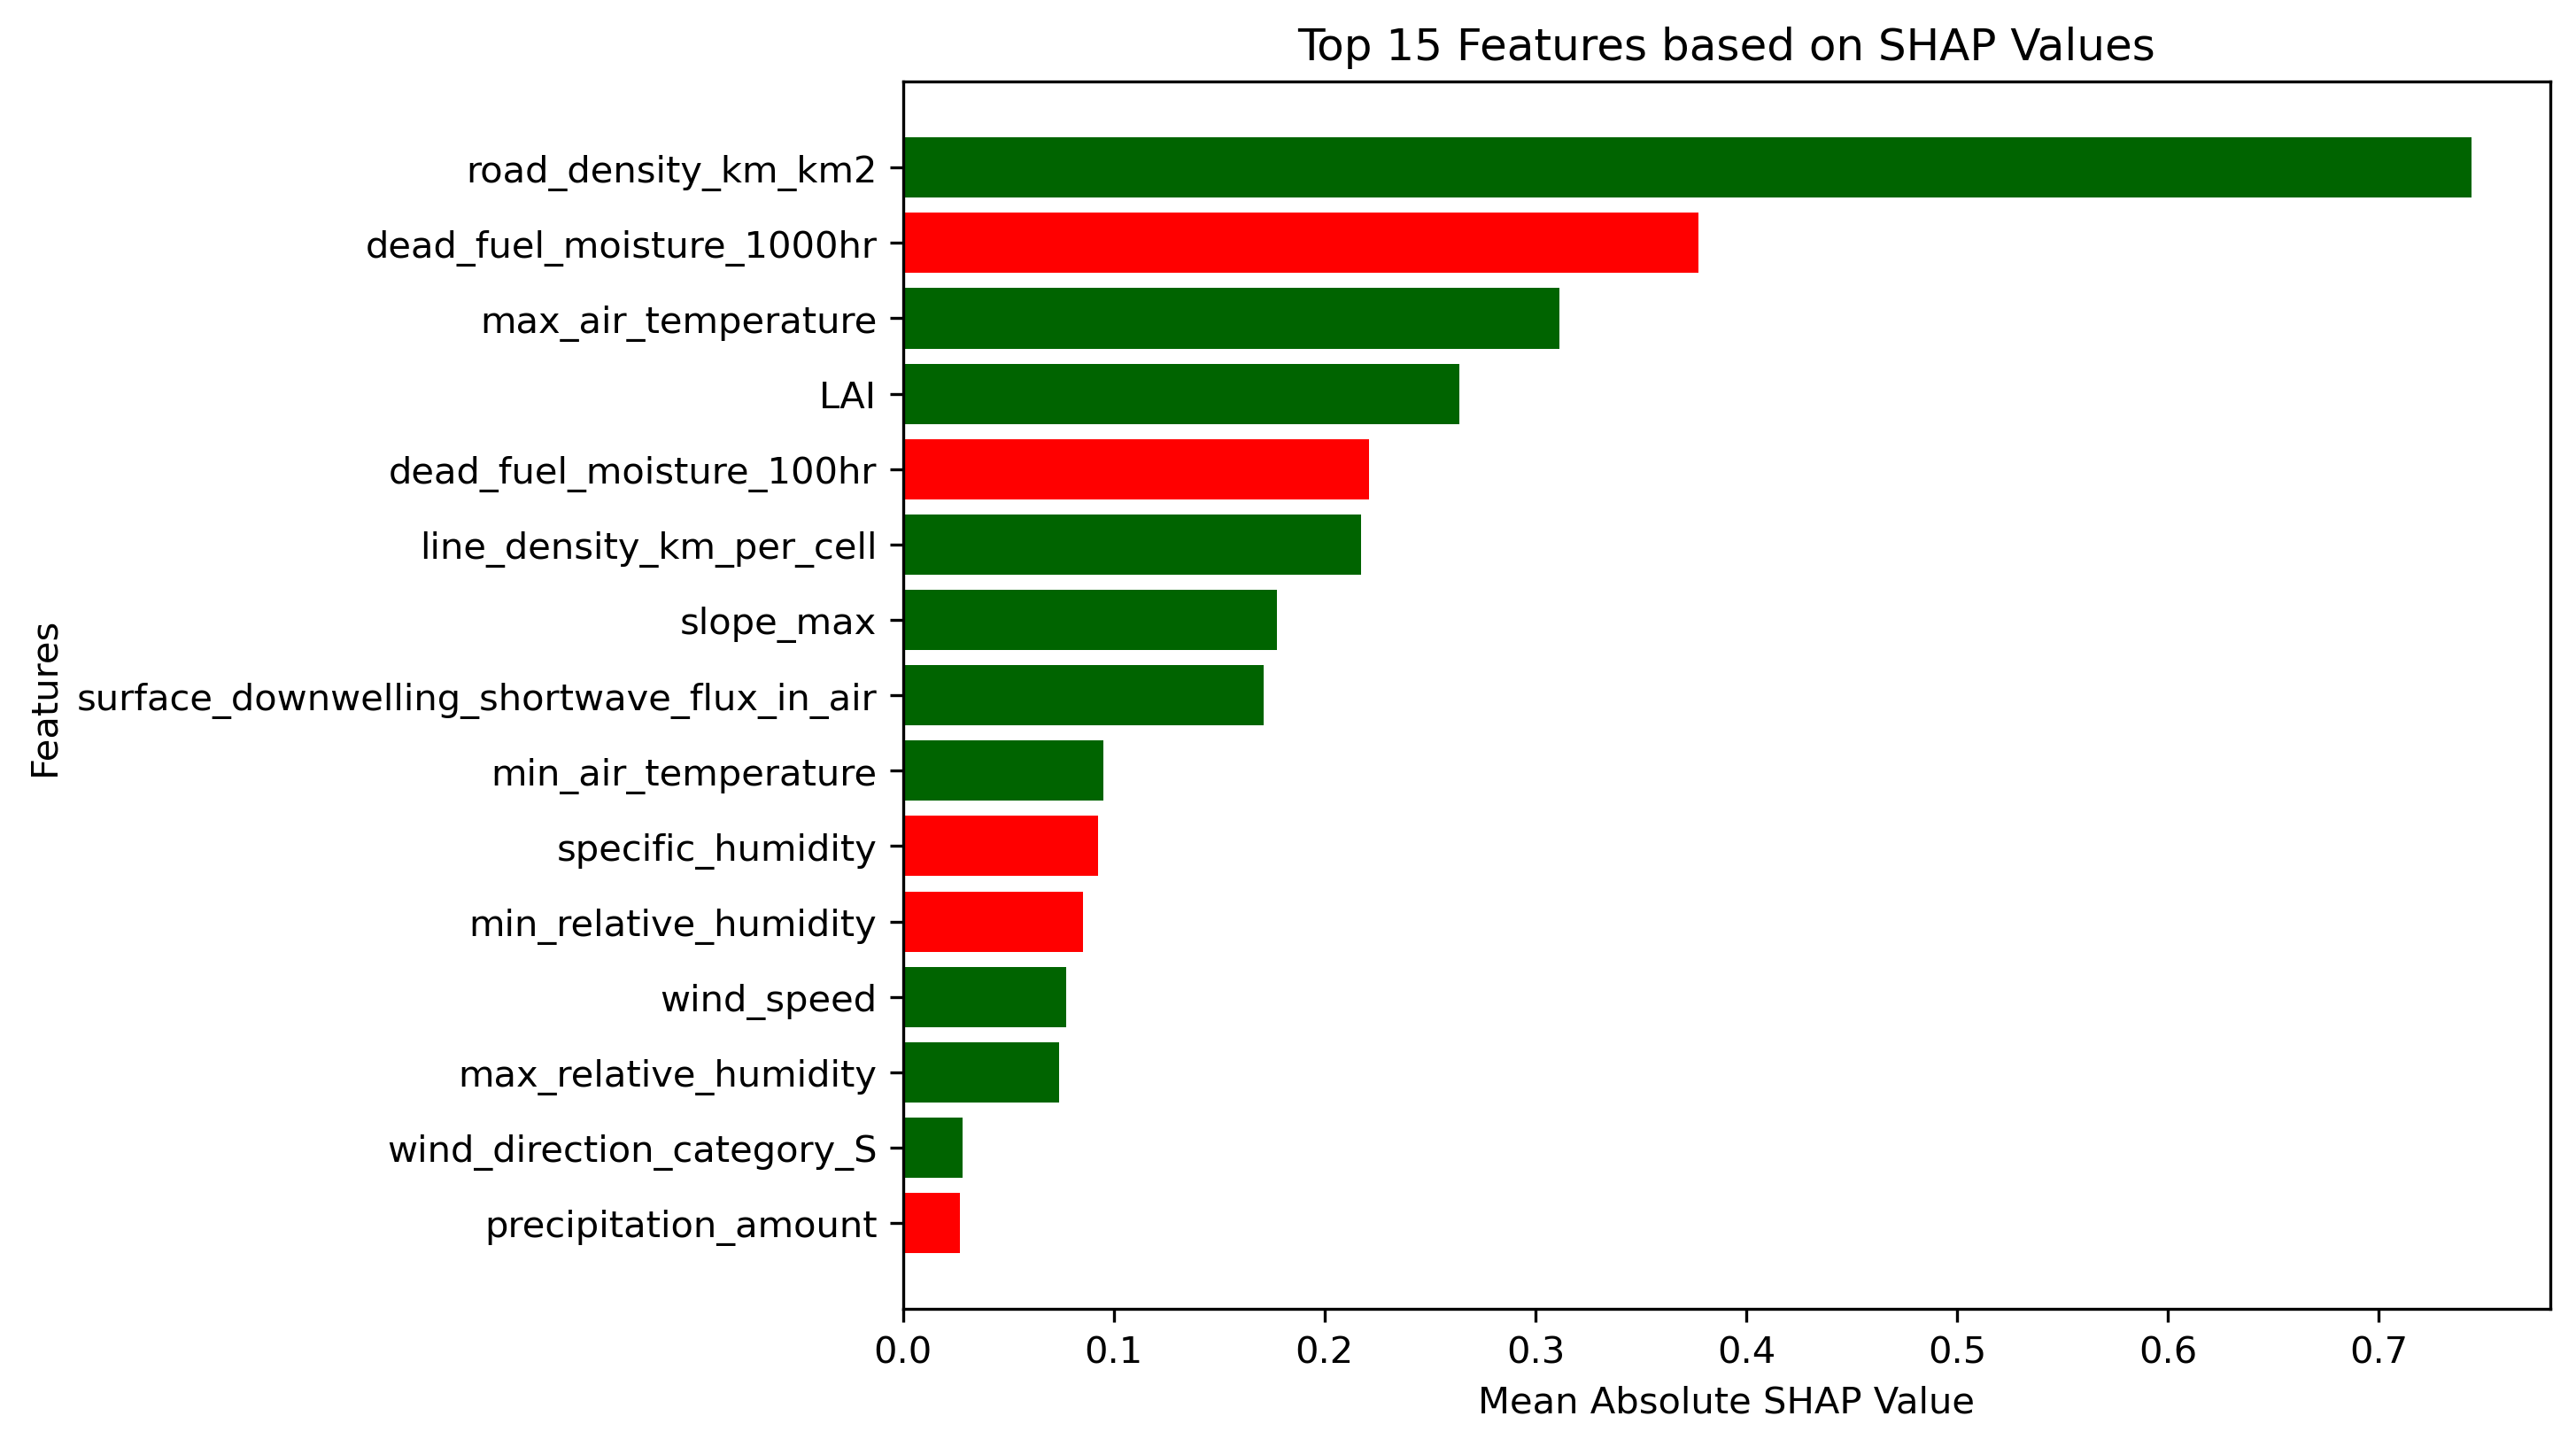 Top 15 Features based on SHAP Values
Features
road_density_km_km2
dead_fuel_moisture_1000hr
max_air_temperature
LAI
dead_fuel_moisture_100hr
line_density_km_per_cell
slope_max
surface_downwelling_shortwave_flux_in_air
min_air_temperature
specific_humidity
min_relative_humidity
wind_speed
max_relative_humidity
wind_direction_category_S
precipitation_amount
0.0 0.1 0.2 0.3 0.4 0.5 0.6 0.7
Mean Absolute SHAP Value